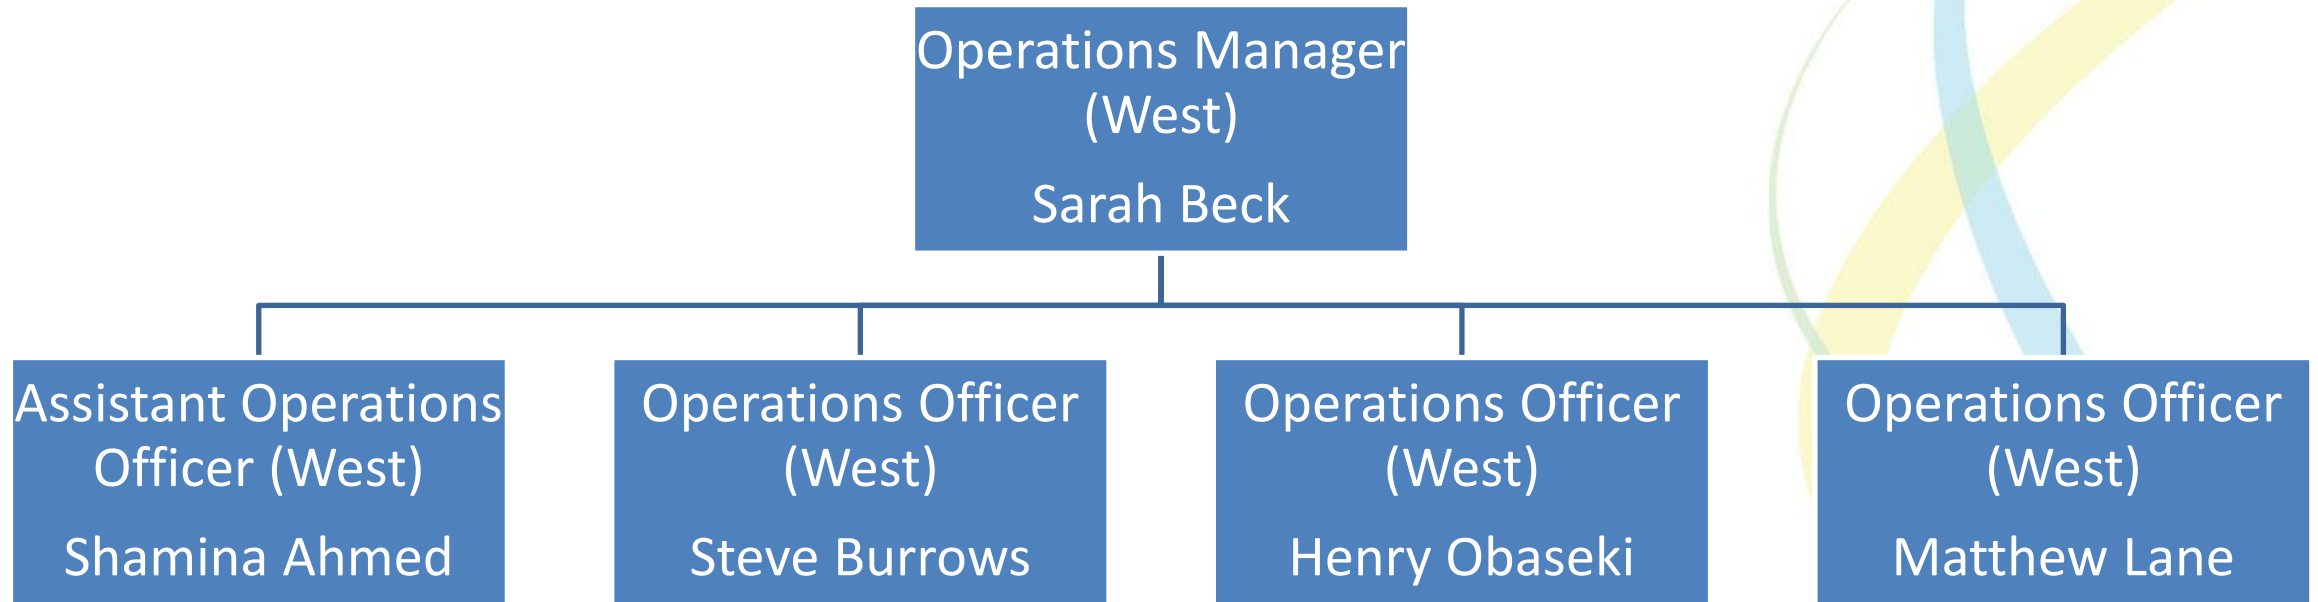 Operations Manager
(West)
Sarah Beck
Assistant Operations
Officer (West)
Shamina Ahmed
Operations Officer
(West)
Steve Burrows
Operations Officer
(West)
Henry Obaseki
Operations Officer
(West)
Matthew Lane